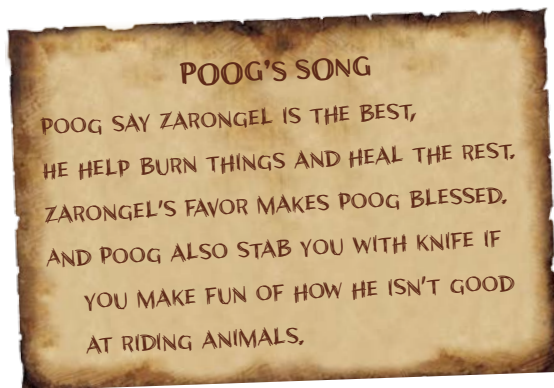 POOG'S SONG
POOG SAY ZARONGEL IS THE BEST,
HE HELP BURN THINGS AND HEAL THE REST.
ZARONGEL'S FAVOR MAKES POOG BLESSED.
AND POOG ALSO STAB YOU WITH KNIFE IF
YOU MAKE FUN OF HOW HE ISN'T GOOD
AT RIDING ANIMALS.